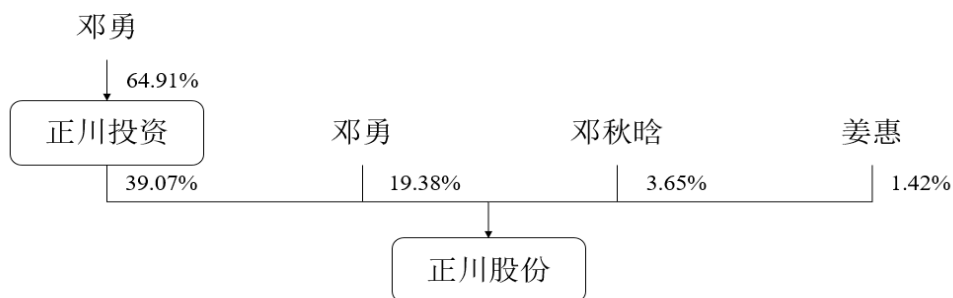 邓勇
64.91%
正川投资
邓勇
邓秋晗
姜惠
39.07%
19.38%
3.65%
1.42%
正川股份